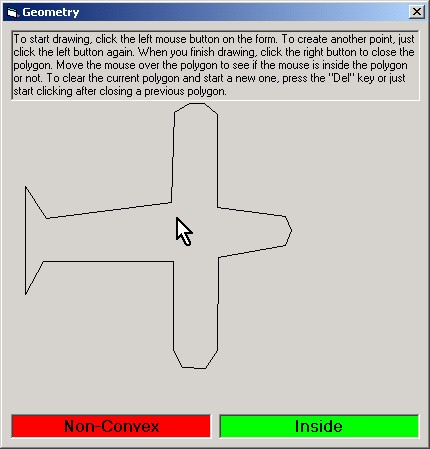 Geometry
To start drawing, click the left mouse button on the form. To create another point, just
click the left button again. When you finish drawing, click the right button to close the
polygon. Move the mouse over the polygon to see if the mouse is inside the polygon
or not. To clear the current polygon and start a new one, press the "Del" key or just
start clicking after closing a previous polygon.
Non-Convex
Inside